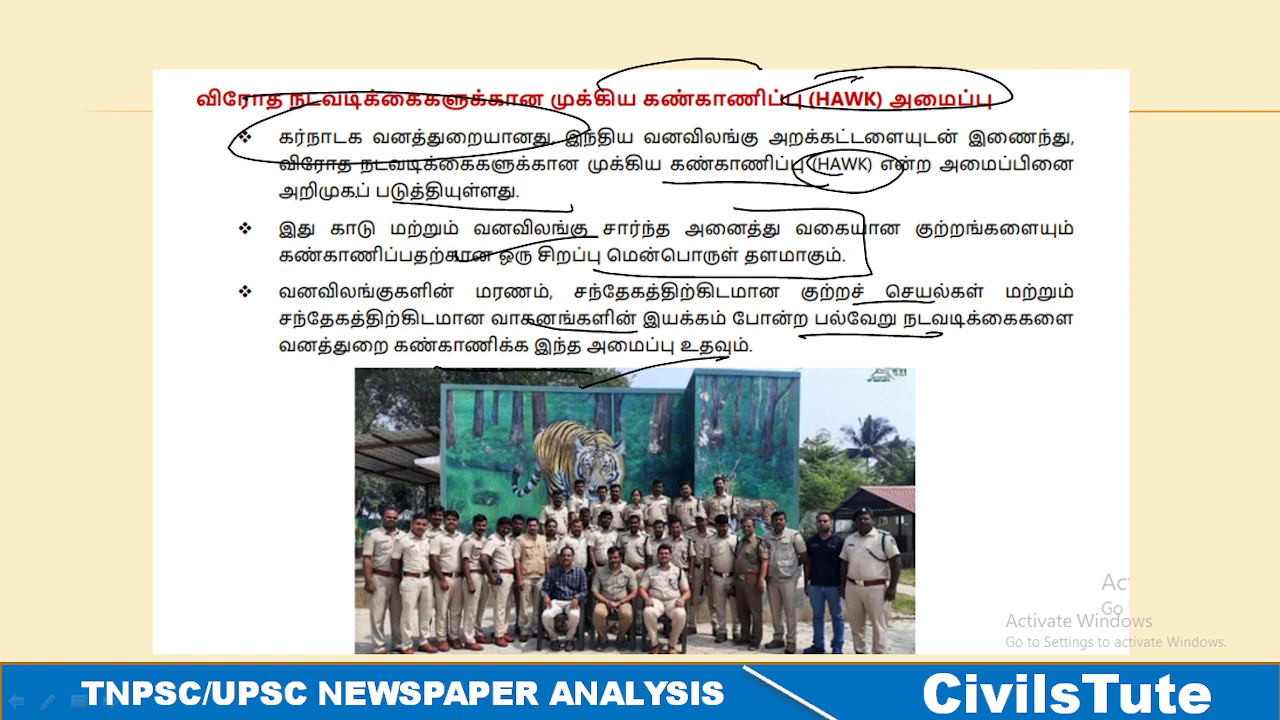 விரோத நடவடிக்கைகளுக்கான முக்கிய கண்காணிப்பு (HAWK) அமைப்பு
❖ கர்நாடக வனத்துறையானது, இந்திய வனவிலங்கு அறக்கட்டளையுடன் இணைந்து,
விரோத நடவடிக்கைகளுக்கான முக்கிய கண்காணிப்பு (HAWK) என்ற அமைப்பினை
அறிமுகப் படுத்தியுள்ளது.
❖ இது காடு மற்றும் வனவிலங்கு சார்ந்த அனைத்து வகையான குற்றங்களையும்
கண்காணிப்பதற்கான ஒரு சிறப்பு மென்பொருள் தளமாகும்.
❖ வனவிலங்குகளின் மரணம், சந்தேகத்திற்கிடமான குற்றச் செயல்கள் மற்றும்
சந்தேகத்திற்கிடமான வாகனங்களின் இயக்கம் போன்ற பல்வேறு நடவடிக்கைகளை
வனத்துறை கண்காணிக்க இந்த அமைப்பு உதவும்.
Ac
Go
Activate Windows
Go to Settings to activate Windows.
TNPSC/UPSC NEWSPAPER ANALYSIS
CivilsTute